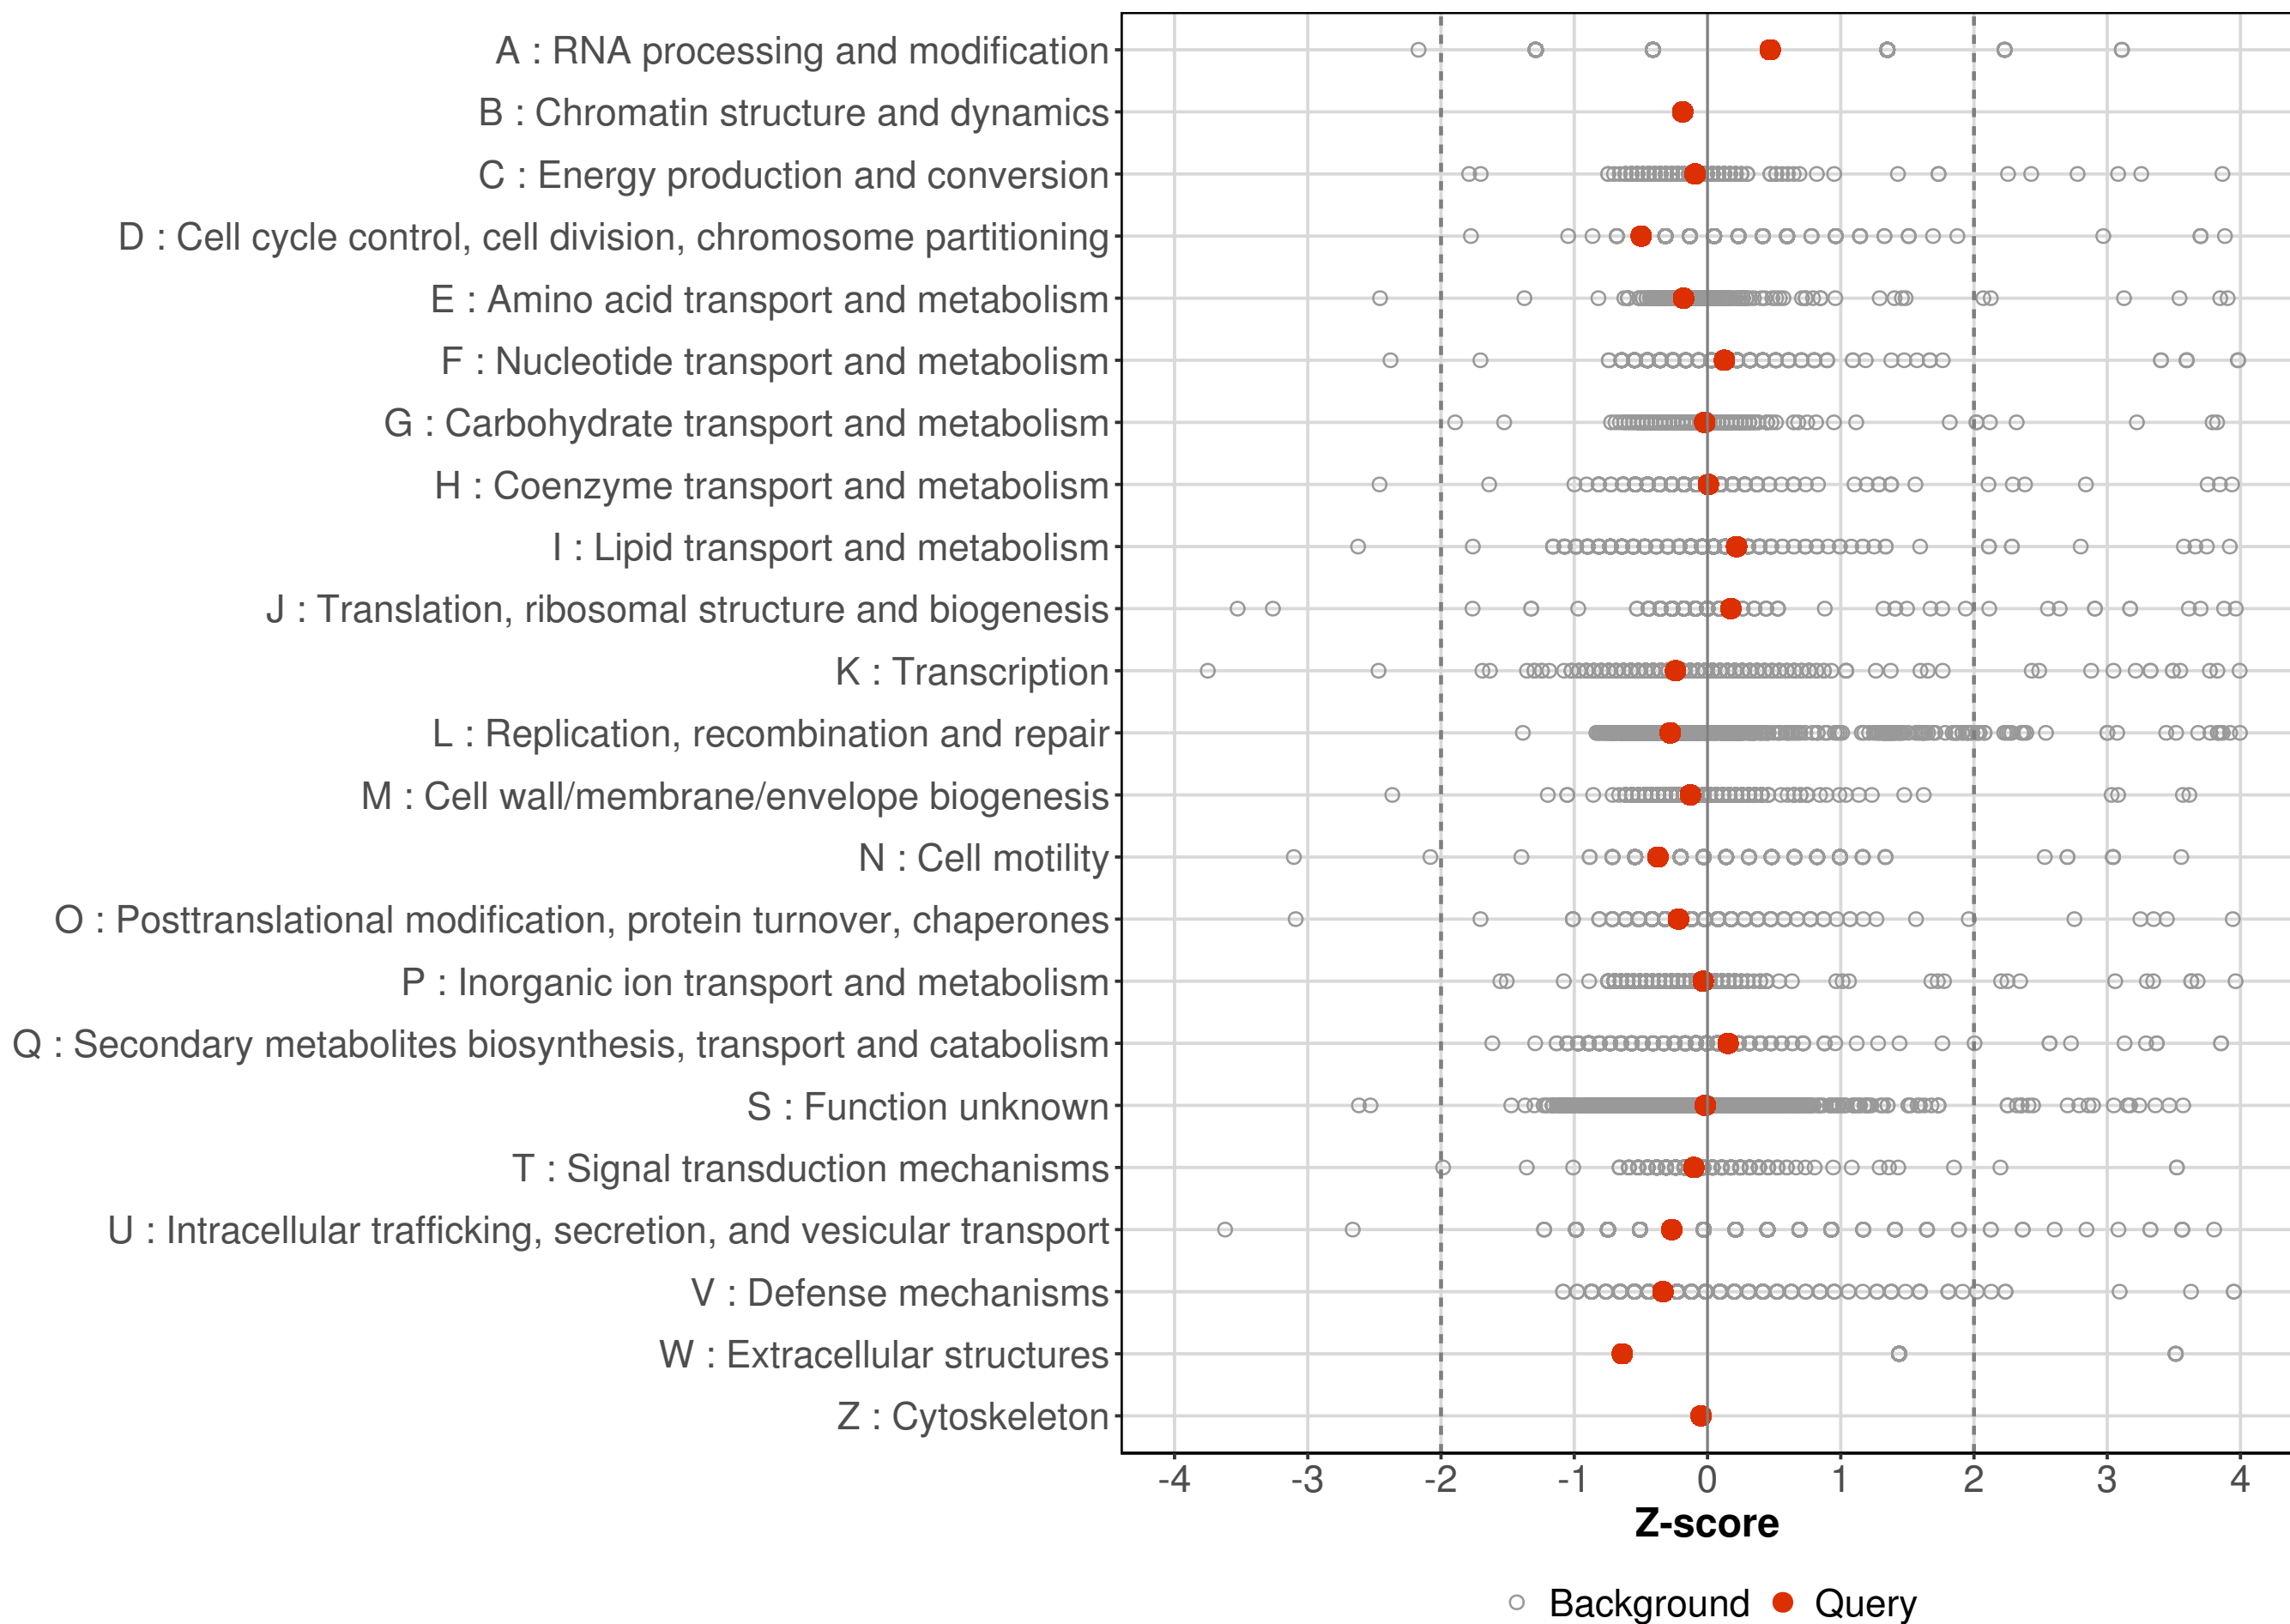 A : RNA processing and modification
B : Chromatin structure and dynamics
C : Energy production and conversion
D : Cell cycle control, cell division, chromosome partitioning
E : Amino acid transport and metabolism
F : Nucleotide transport and metabolism
G : Carbohydrate transport and metabolism
H : Coenzyme transport and metabolism
I : Lipid transport and metabolism
J : Translation, ribosomal structure and biogenesis
K : Transcription
L : Replication, recombination and repair
M : Cell wall/membrane/envelope biogenesis
N : Cell motility
O : Posttranslational modification, protein turnover, chaperones
P : Inorganic ion transport and metabolism
Q : Secondary metabolites biosynthesis, transport and catabolism
S : Function unknown
T : Signal transduction mechanisms
U : Intracellular trafficking, secretion, and vesicular transport
V : Defense mechanisms
W : Extracellular structures
Z : Cytoskeleton
-4 -3 -2 -1 0 1 2 3 4
Z-score
Background Query